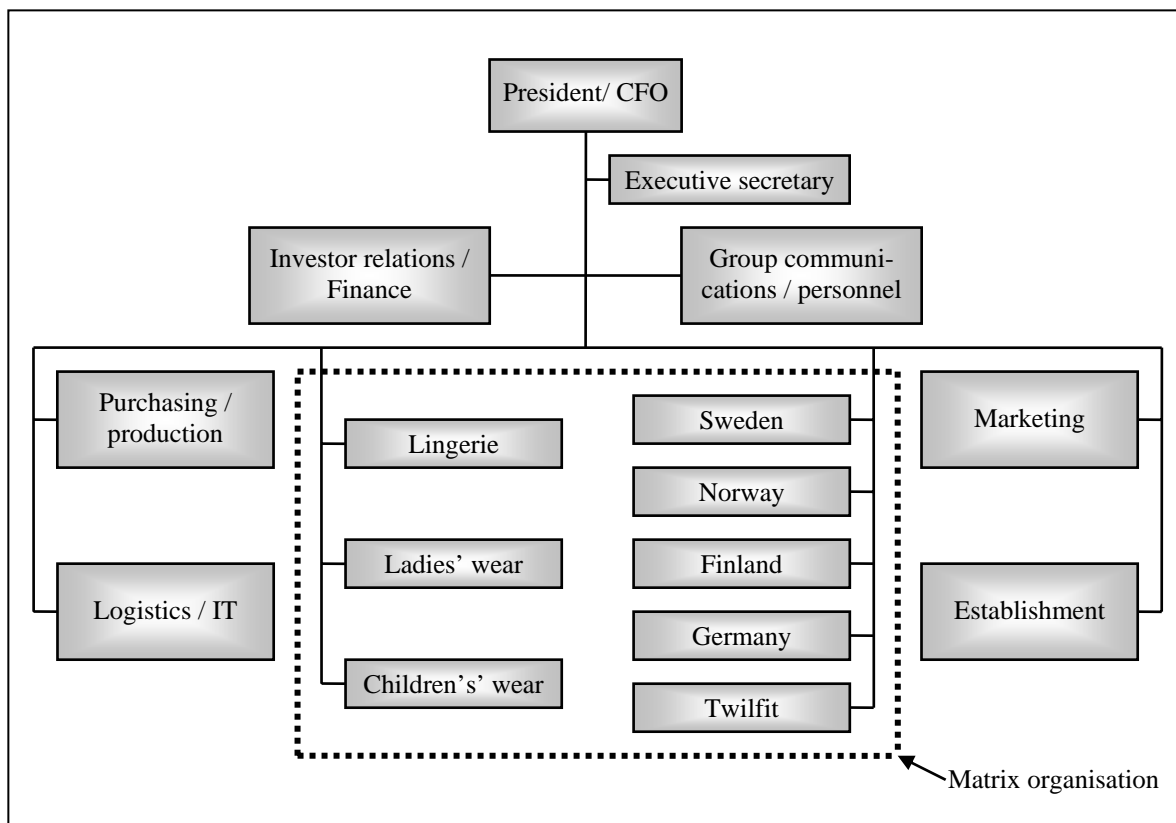 President/ CFO
Executive secretary
Investor relations /
Finance
Group communi-
cations / personnel
Purchasing /
production
Logistics / IT
Lingerie
Ladies’ wear
Children's’ wear
Sweden
Norway
Finland
Germany
Twilfit
Marketing
Establishment
Matrix organisation